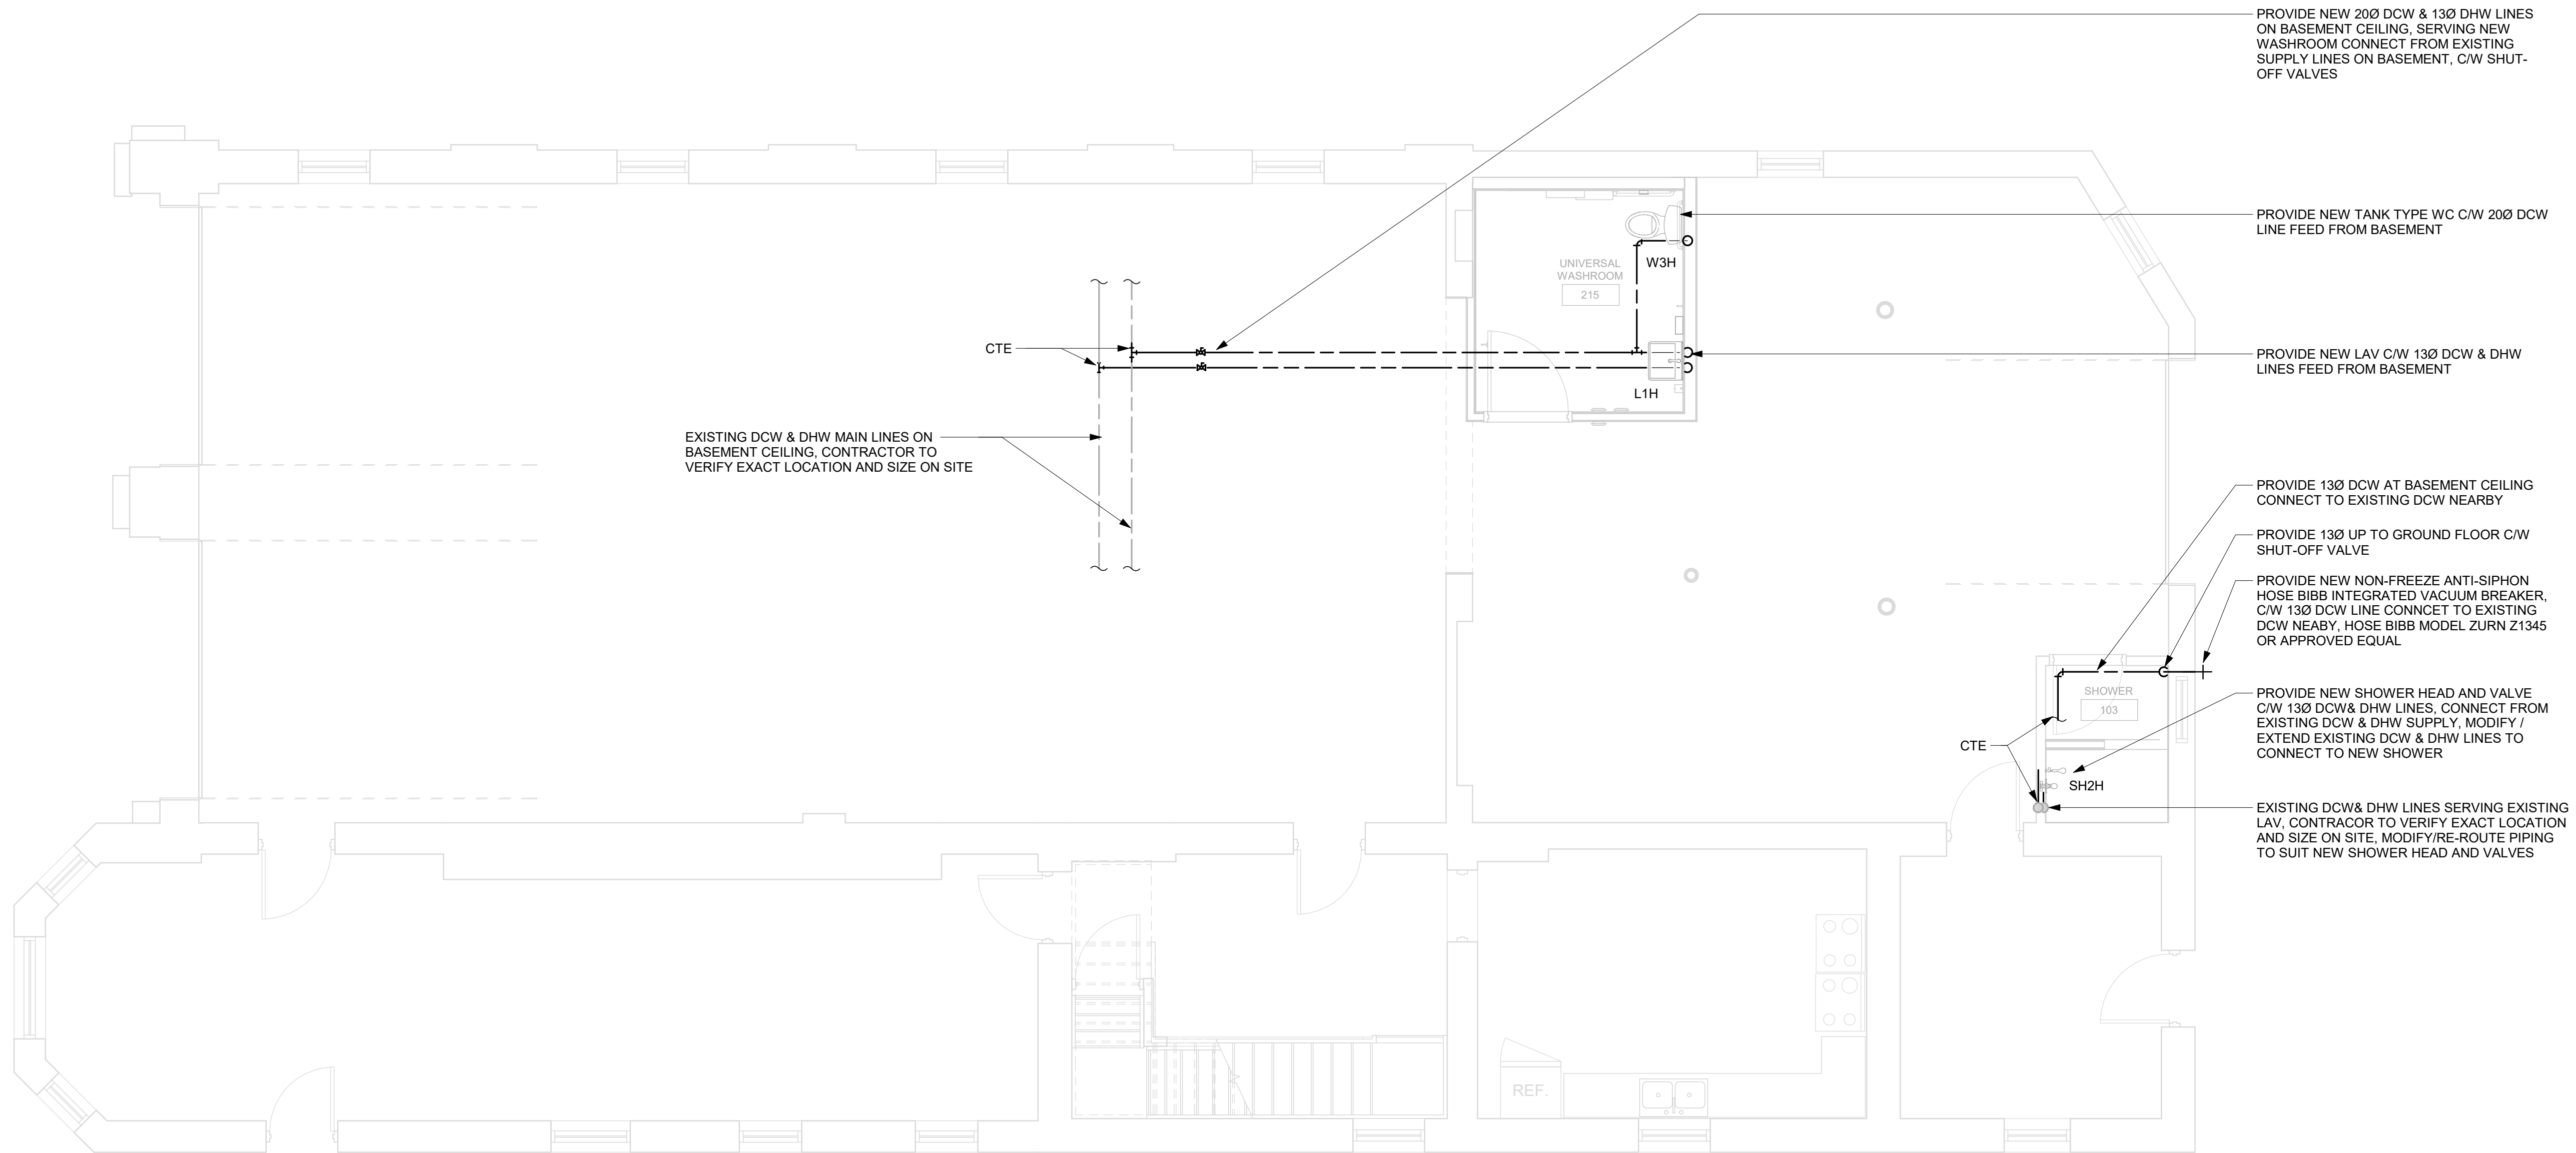 PROVIDE NEW 20Ø DCW & 13Ø DHW LINES
ON BASEMENT CEILING, SERVING NEW
WASHROOM CONNECT FROM EXISTING
SUPPLY LINES ON BASEMENT, C/W SHUT-
OFF VALVES
PROVIDE NEW TANK TYPE WC C/W 20Ø DCW
LINE FEED FROM BASEMENT
W3H
UNIVERSAL
WASHROOM
215
CTE
PROVIDE NEW LAV C/W 13Ø DCW & DHW
LINES FEED FROM BASEMENT
L1H
EXISTING DCW & DHW MAIN LINES ON
BASEMENT CEILING, CONTRACTOR TO
VERIFY EXACT LOCATION AND SIZE ON SITE
PROVIDE 13Ø DCW AT BASEMENT CEILING
CONNECT TO EXISTING DCW NEARBY
PROVIDE 13Ø UP TO GROUND FLOOR C/W
SHUT-OFF VALVE
PROVIDE NEW NON-FREEZE ANTI-SIPHON
HOSE BIBB INTEGRATED VACUUM BREAKER,
C/W 13Ø DCW LINE CONNCET TO EXISTING
DCW NEABY, HOSE BIBB MODEL ZURN Z1345
OR APPROVED EQUAL
SHOWER
103
PROVIDE NEW SHOWER HEAD AND VALVE
C/W 13Ø DCW& DHW LINES, CONNECT FROM
EXISTING DCW & DHW SUPPLY, MODIFY /
EXTEND EXISTING DCW & DHW LINES TO
CONNECT TO NEW SHOWER
CTE
SH2H
EXISTING DCW& DHW LINES SERVING EXISTING
LAV, CONTRACOR TO VERIFY EXACT LOCATION
AND SIZE ON SITE, MODIFY/RE-ROUTE PIPING
TO SUIT NEW SHOWER HEAD AND VALVES
REF.